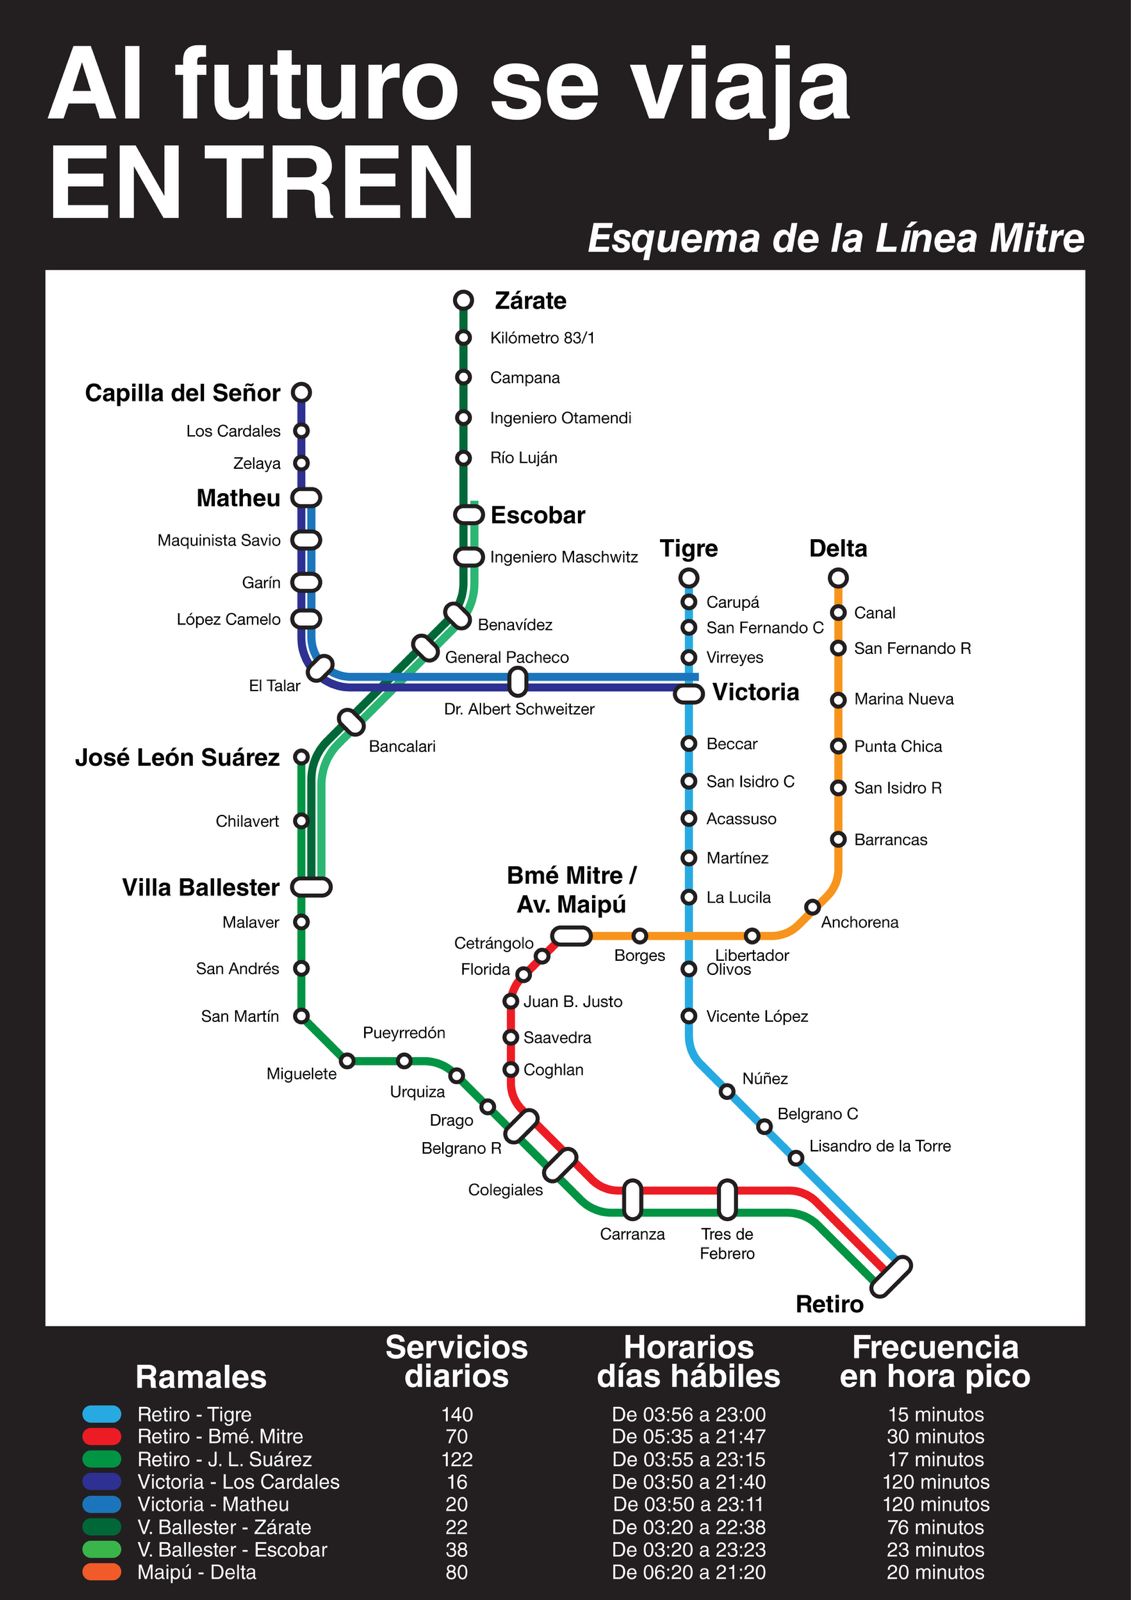 Al futuro se viaja
EN TREN
Esquema de la Línea Mitre
Zárate
Kilómetro 83/1
Campana
Ingeniero Otamendi
Río Luján
Escobar
Ingeniero Maschwitz
Benavídez
General Pacheco
Bancalari
Capilla del Señor
Los Cardales
Zelaya
Matheu
Maquinista Savio
Garín
López Camelo
El Talar
Dr. Albert Schweitzer
Tigre
Carupá
San Fernando C
Virreyes
Victoria
Beccar
San Isidro C
Acassuso
Martínez
La Lucila
Olivos
Vicente López
Núñez
Belgrano C
Lisandro de la Torre
Delta
Canal
San Fernando R
Marina Nueva
Punta Chica
San Isidro R
Barrancas
Anchorena
Libertador
Borges
Bmé Mitre /
Av. Maipú
Cetrángolo
Florida
Juan B. Justo
Saavedra
Coghlan
José León Suárez
Chilavert
Villa Ballester
Malaver
San Andrés
San Martín
Miguelete
Pueyrredón
Urquiza
Drago
Belgrano R
Colegiales
Carranza
Tres de
Febrero
Retiro
Ramales Servicios diarios Horarios días hábiles Frecuencia en hora pico
Retiro - Tigre 140 De 03:56 a 23:00 15 minutos
Retiro - Bmé. Mitre 70 De 05:35 a 21:47 30 minutos
Retiro - J. L. Suárez 122 De 03:55 a 23:15 17 minutos
Victoria - Los Cardales 16 De 03:50 a 21:40 120 minutos
Victoria - Matheu 20 De 03:50 a 23:11 120 minutos
V. Ballester - Zárate 22 De 03:20 a 22:38 76 minutos
V. Ballester - Escobar 38 De 03:20 a 23:23 23 minutos
Maipú - Delta 80 De 06:20 a 21:20 20 minutos